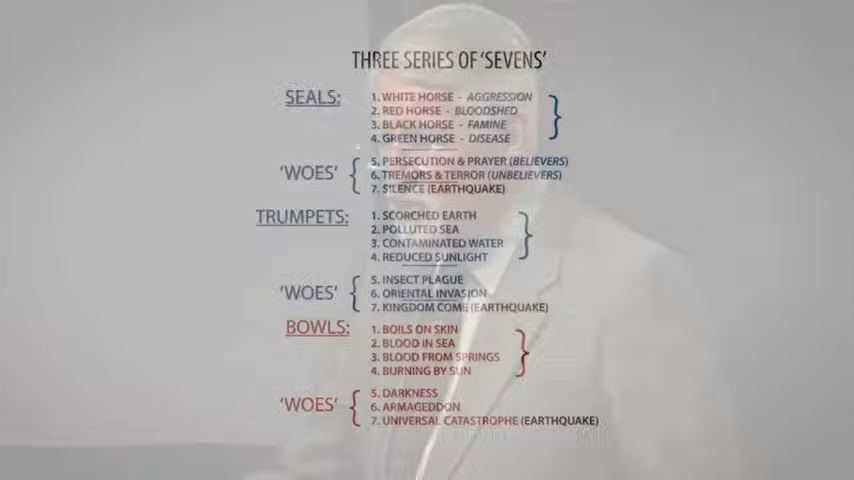 THREE SERIES OF 'SEVENS'
SEALS:
1. WHITE HORSE - AGGRESSION
2. RED HORSE - BLOODSHED
3. BLACK HORSE - FAMINE
4. GREEN HORSE - DISEASE
'WOES'
5. PERSECUTION & PRAYER (BELIEVERS)
6. TREMORS & TERROR (UNBELIEVERS)
7. SILENCE (EARTHQUAKE)
TRUMPETS:
1. SCORCHED EARTH
2. POLLUTED SEA
3. CONTAMINATED WATER
4. REDUCED SUNLIGHT
'WOES'
5. INSECT PLAGUE
6. ORIENTAL INVASION
7. KINGDOM COME (EARTHQUAKE)
BOWLS:
1. BOILS ON SKIN
2. BLOOD IN SEA
3. BLOOD FROM SPRINGS
4. BURNING BY SUN
'WOES'
5. DARKNESS
6. ARMAGEDDON
7. UNIVERSAL CATASTROPHE (EARTHQUAKE)